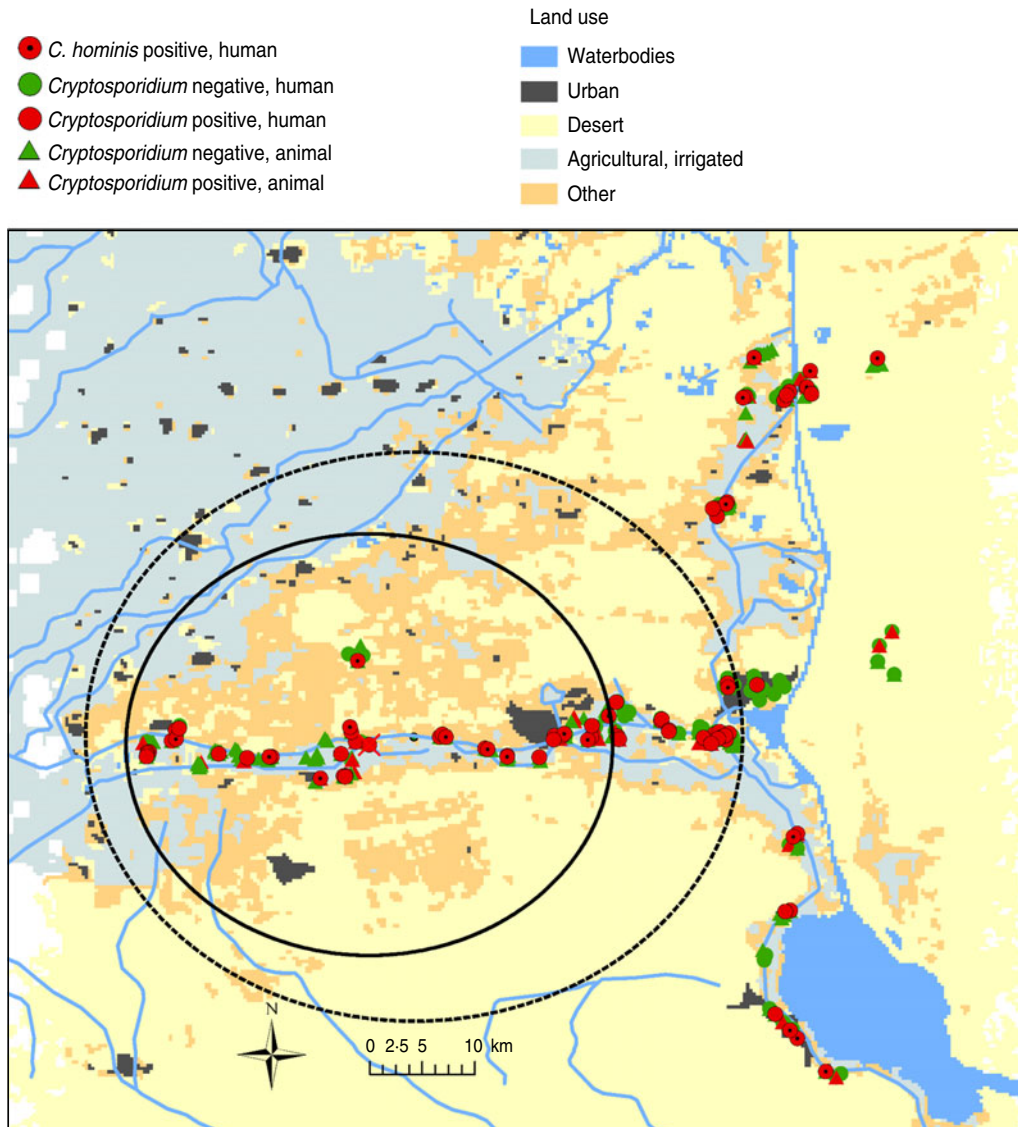 C. hominis positive, human
Cryptosporidium negative, human
Cryptosporidium positive, human
Cryptosporidium negative, animal
Cryptosporidium positive, animal
Land use
Waterbodies
Urban
Desert
Agricultural, irrigated
Other
N
0 2·5 5 10 km